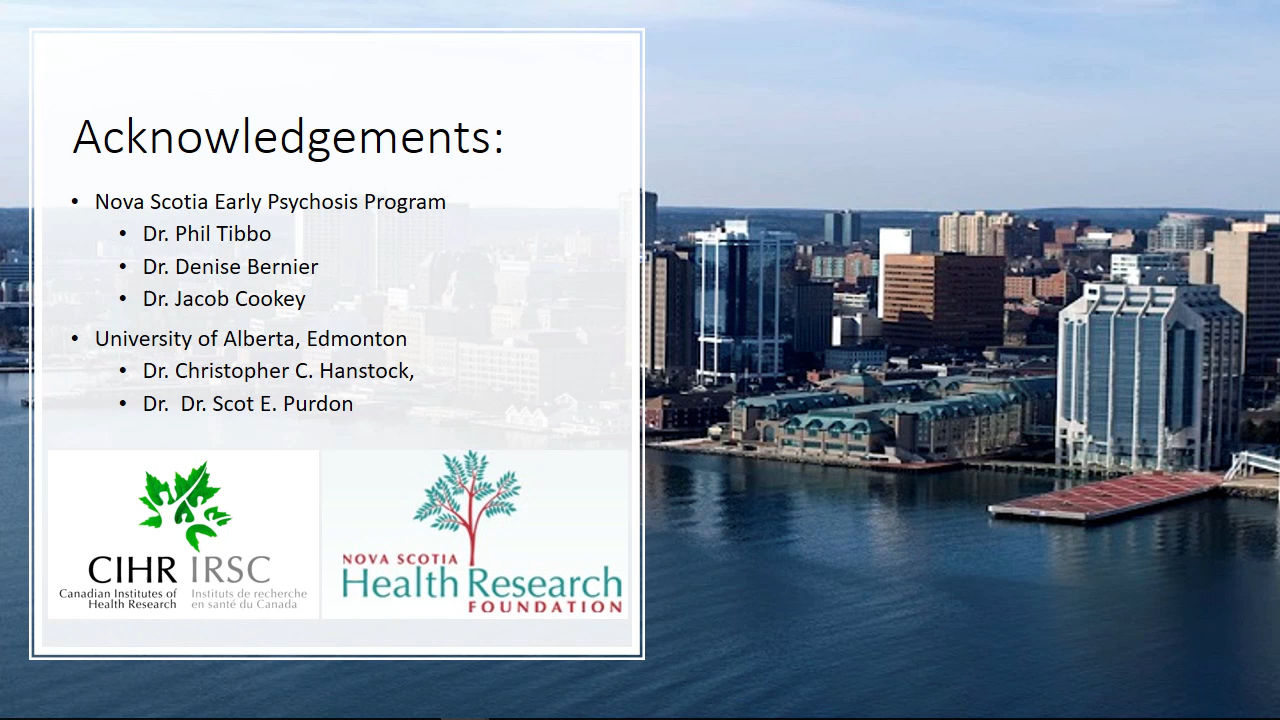 Acknowledgements:
• Nova Scotia Early Psychosis Program
• Dr. Phil Tibbo
• Dr. Denise Bernier
• Dr. Jacob Cookey
• University of Alberta, Edmonton
• Dr. Christopher C. Hanstock,
• Dr.  Dr. Scot E. Purdon
CIHR IRSC
Canadian Institutes of Health Research
Instituts de recherche en santé du Canada
NOVA SCOTIA
Health Research
FOUNDATION